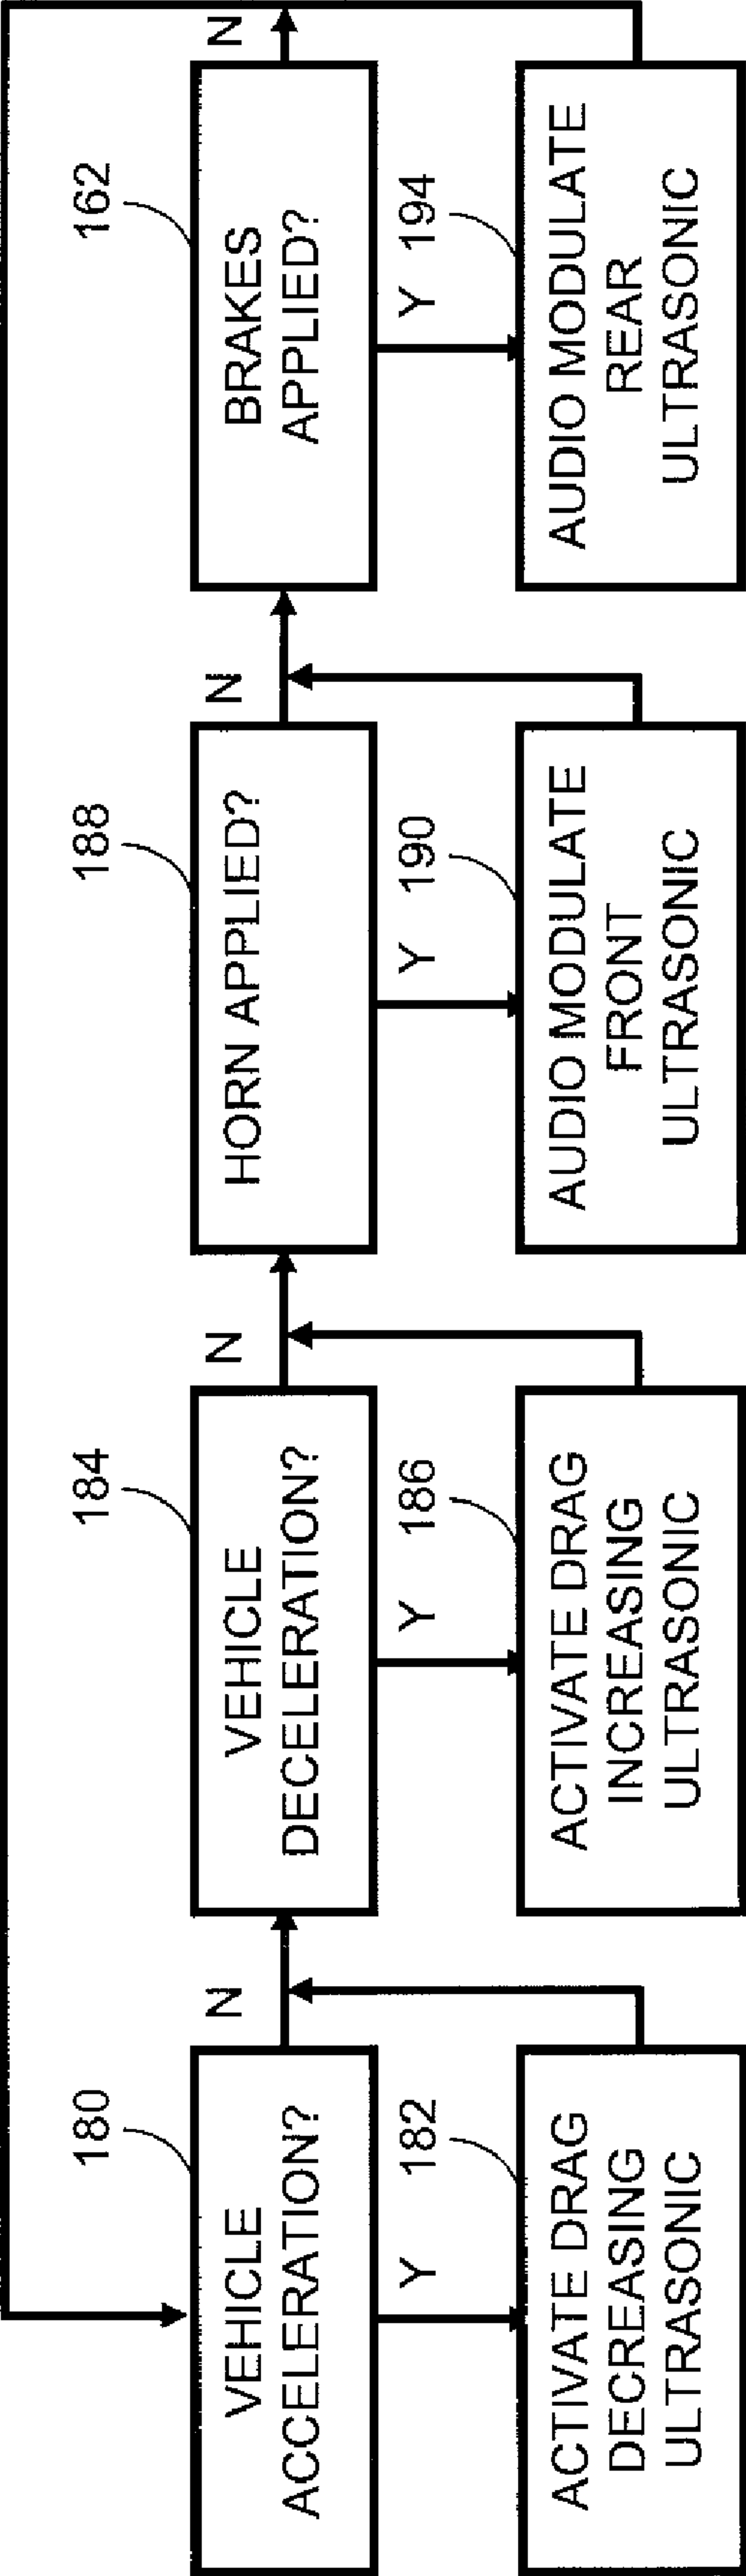 180
VEHICLE
ACCELERATION?
N
Y
182
ACTIVATE DRAG
DECREASING
ULTRASONIC
184
VEHICLE
DECELERATION?
N
Y
186
ACTIVATE DRAG
INCREASING
ULTRASONIC
188
HORN APPLIED?
N
Y
190
AUDIO MODULATE
FRONT
ULTRASONIC
162
BRAKES
APPLIED?
N
Y
194
AUDIO MODULATE
REAR
ULTRASONIC